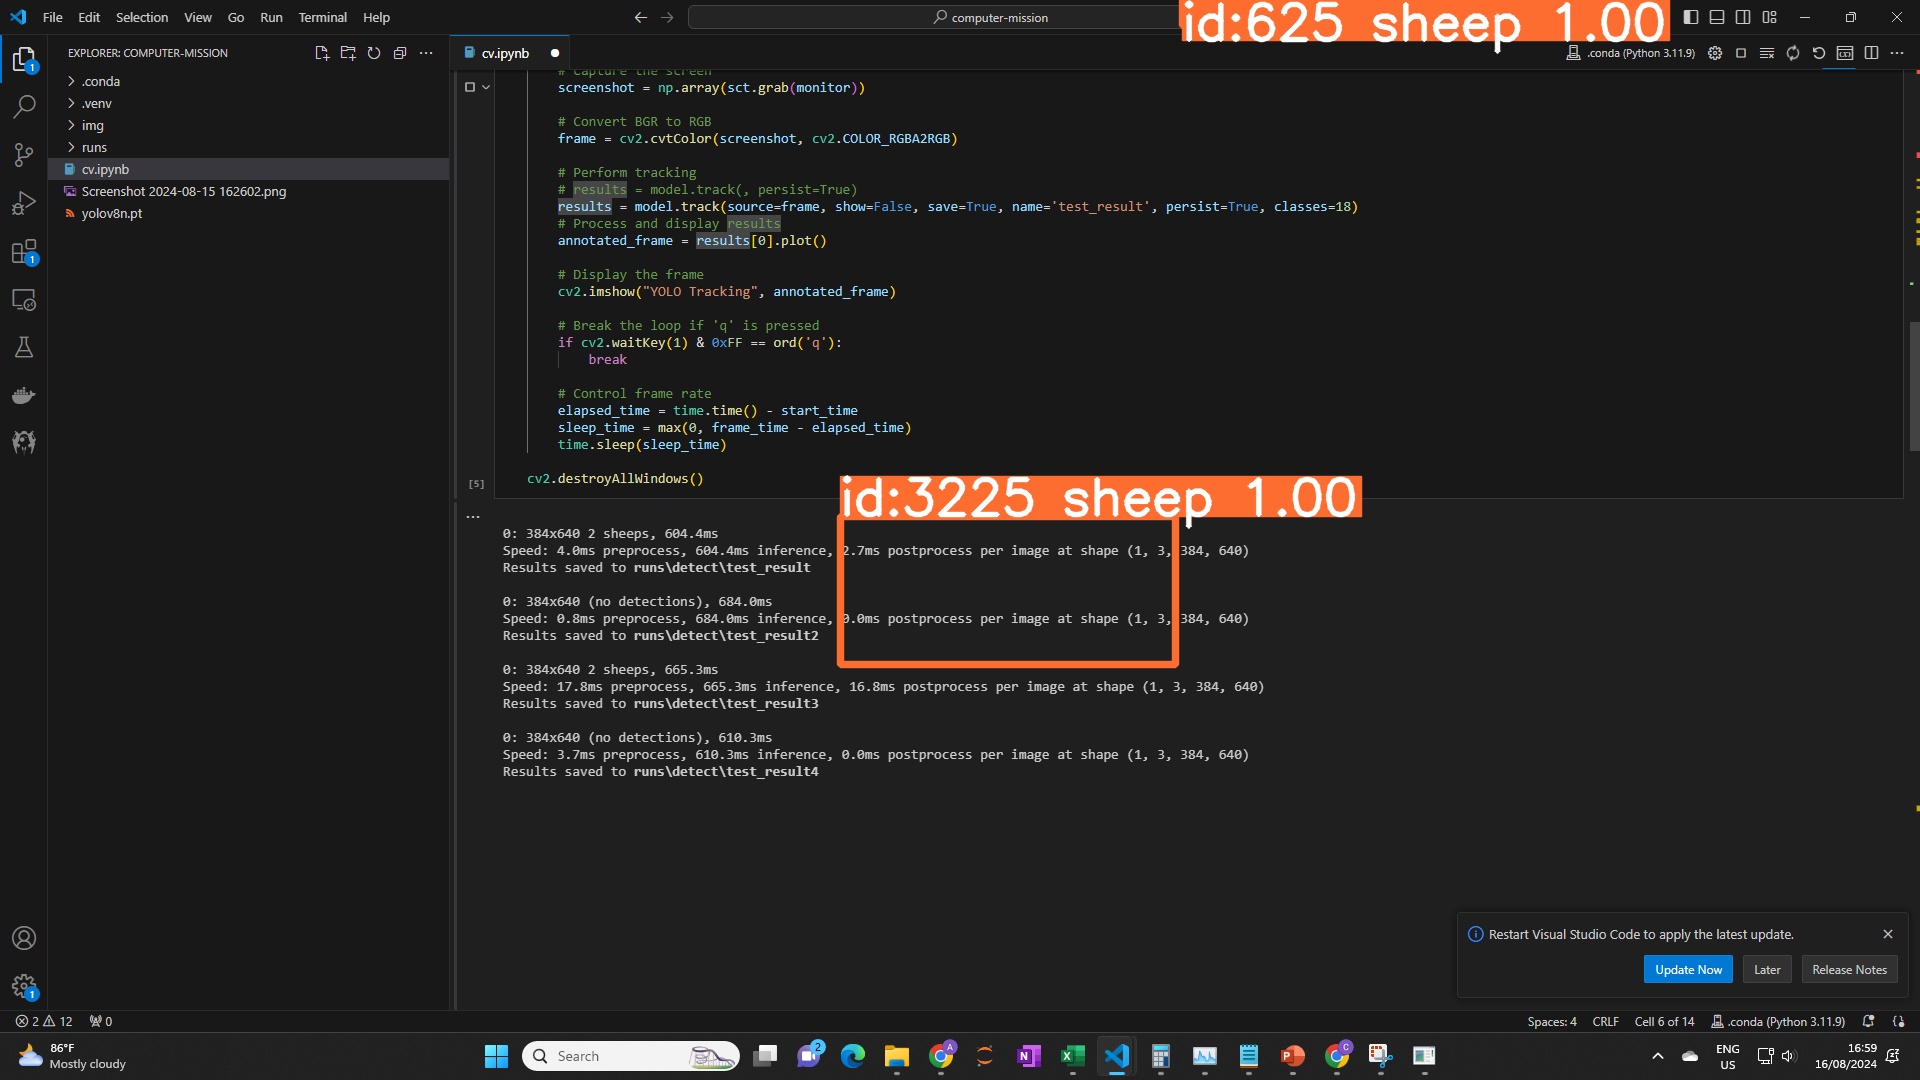 File Edit Selection View Go Run Terminal Help
computer-mission
id:625 sheep 1.00
EXPLORER: COMPUTER-MISSION
cv.ipynb
.conda (Python 3.11.9)
.conda
.venv
img
runs
cv.ipynb
Screenshot 2024-08-15 162602.png
yolov8n.pt
# Capture the screen
screenshot = np.array(sct.grab(monitor))
# Convert BGR to RGB
frame = cv2.cvtColor(screenshot, cv2.COLOR_RGBA2RGB)
# Perform tracking
# results = model.track(, persist=True)
results = model.track(source=frame, show=False, save=True, name='test_result', persist=True, classes=18)
# Process and display results
annotated_frame = results[0].plot()
# Display the frame
cv2.imshow("YOLO Tracking", annotated_frame)
# Break the loop if 'q' is pressed
if cv2.waitKey(1) & 0xFF == ord('q'):
break
# Control frame rate
elapsed_time = time.time() - start_time
sleep_time = max(0, frame_time - elapsed_time)
time.sleep(sleep_time)
cv2.destroyAllWindows()
[5]
id:3225 sheep 1.00
...
0: 384x640 2 sheeps, 604.4ms
Speed: 4.0ms preprocess, 604.4ms inference, 2.7ms postprocess per image at shape (1, 3, 384, 640)
Results saved to runs\detect\test_result
0: 384x640 (no detections), 684.0ms
Speed: 0.8ms preprocess, 684.0ms inference, 0.0ms postprocess per image at shape (1, 3, 384, 640)
Results saved to runs\detect\test_result2
0: 384x640 2 sheeps, 665.3ms
Speed: 17.8ms preprocess, 665.3ms inference, 16.8ms postprocess per image at shape (1, 3, 384, 640)
Results saved to runs\detect\test_result3
0: 384x640 (no detections), 610.3ms
Speed: 3.7ms preprocess, 610.3ms inference, 0.0ms postprocess per image at shape (1, 3, 384, 640)
Results saved to runs\detect\test_result4
Restart Visual Studio Code to apply the latest update.
Update Now Later Release Notes
2 12 0
Spaces: 4 CRLF Cell 6 of 14 .conda (Python 3.11.9)
86°F
Mostly cloudy
Search
2
ENG
US
16:59
16/08/2024